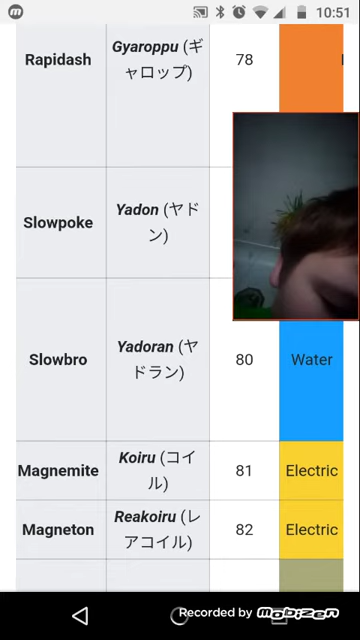 10:51
Rapidash
Gyaroppu (ギ
ャロップ)
78
Slowpoke
Yadon (ヤド
ン)
Slowbro
Yadoran (ヤ
ドラン)
80
Water
Magnemite
Koiru (コイ
ル)
81
Electric
Magneton
Reakoiru (レ
アコイル)
82
Electric
Recorded by mobizen